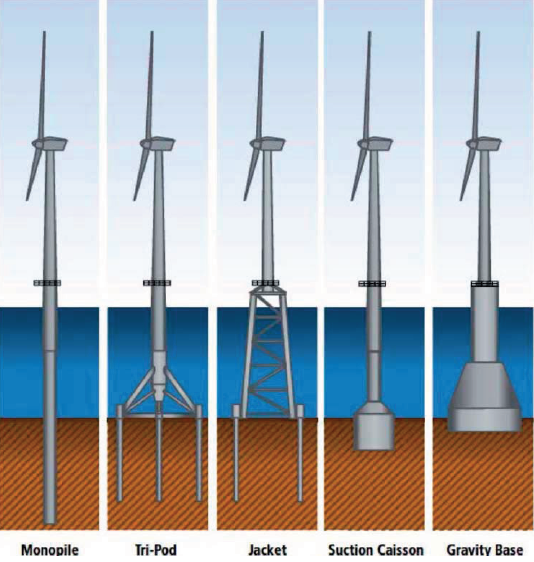 Monopile
Tri-Pod
Jacket
Suction Caisson
Gravity Base